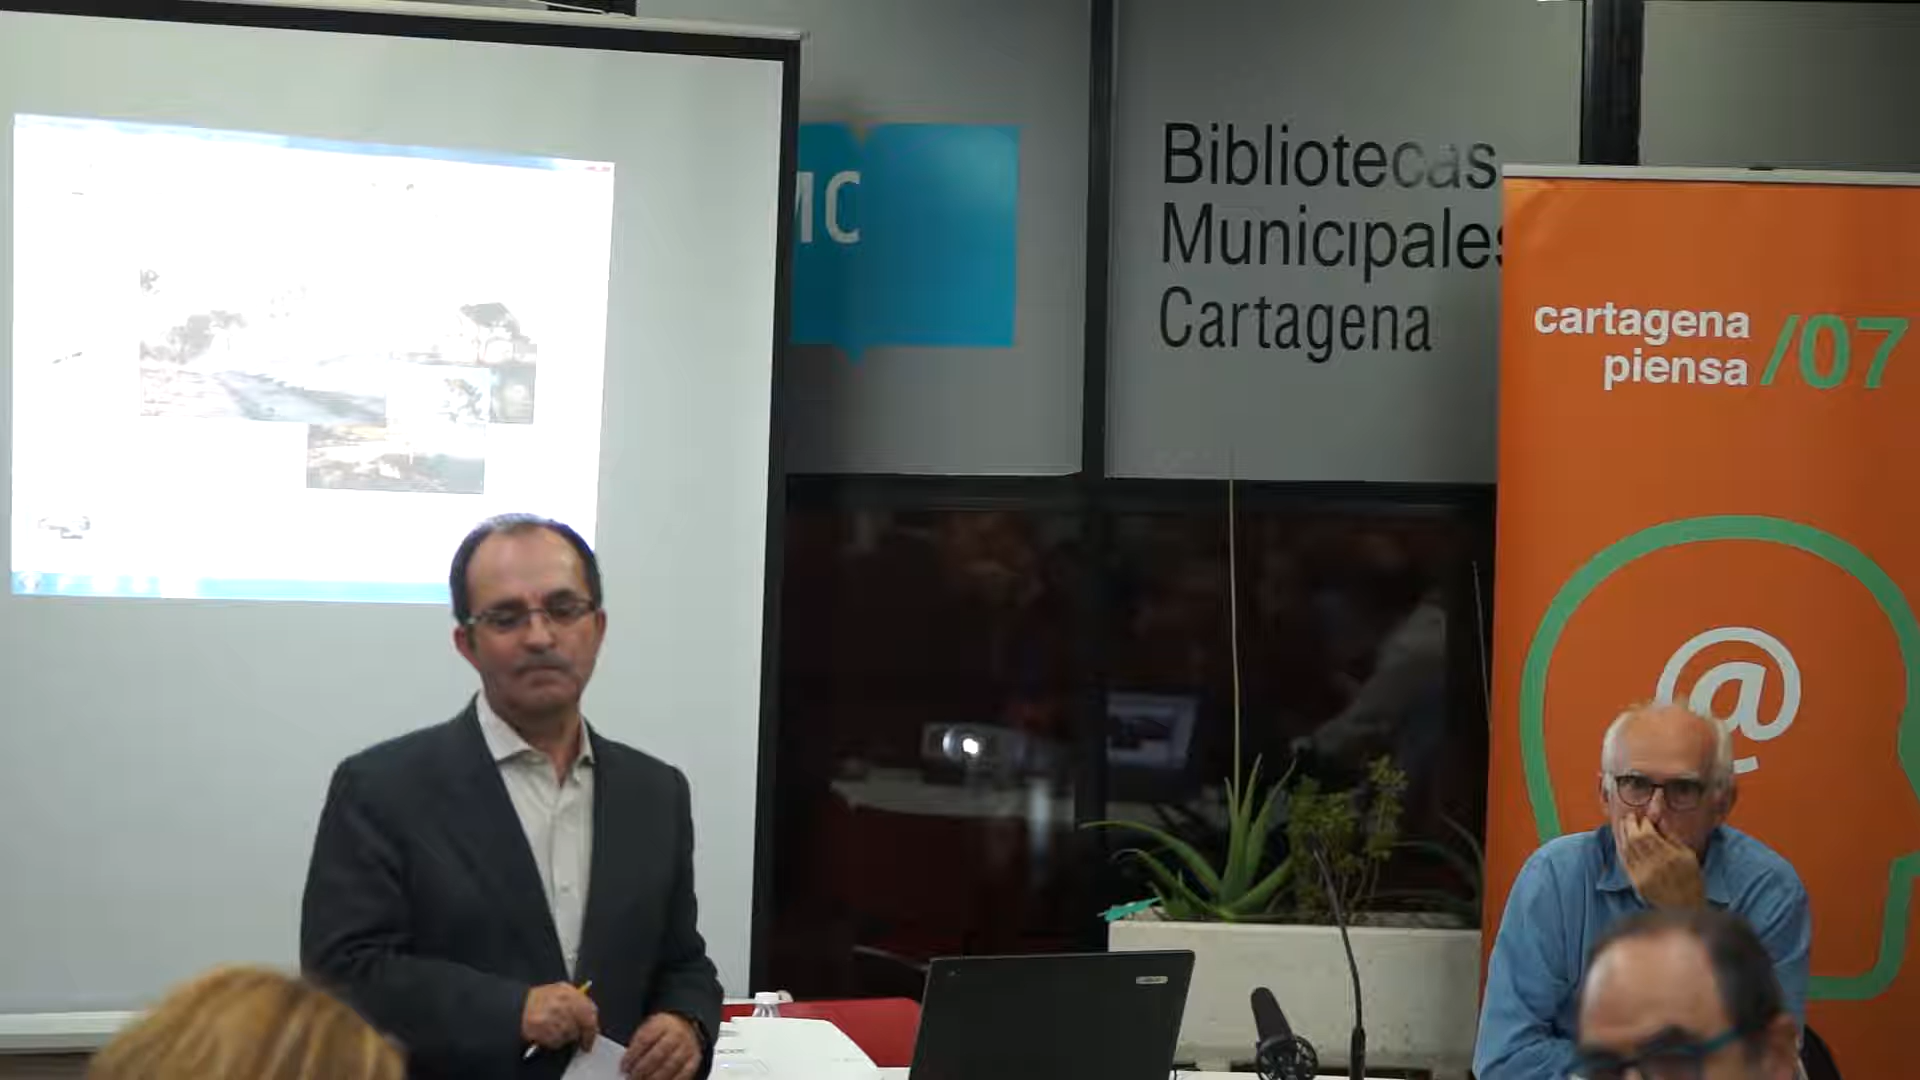 MC
Bibliotecas
Municipales
Cartagena
cartagena
piensa /07
@